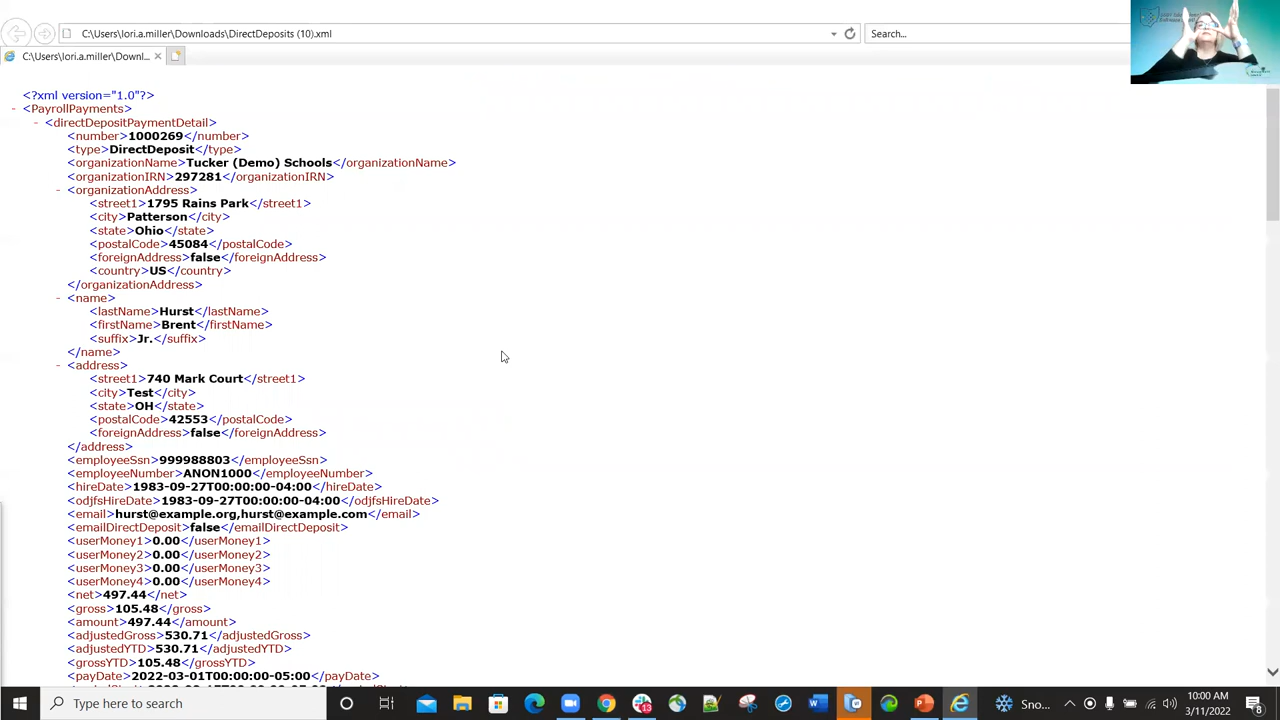 C:\Users\lori.a.miller\Downloads\DirectDeposits (10).xml
Search...
C:\Users\lori.a.miller\Downl...
<?xml version="1.0"?>
- <PayrollPayments>
- <directDepositPaymentDetail>
<number>1000269</number>
<type>DirectDeposit</type>
<organizationName>Tucker (Demo) Schools</organizationName>
<organizationIRN>297281</organizationIRN>
- <organizationAddress>
<street1>1795 Rains Park</street1>
<city>Patterson</city>
<state>Ohio</state>
<postalCode>45084</postalCode>
<foreignAddress>false</foreignAddress>
<country>US</country>
</organizationAddress>
- <name>
<lastName>Hurst</lastName>
<firstName>Brent</firstName>
<suffix>Jr.</suffix>
</name>
- <address>
<street1>740 Mark Court</street1>
<city>Test</city>
<state>OH</state>
<postalCode>42553</postalCode>
<foreignAddress>false</foreignAddress>
</address>
<employeeSsn>999988803</employeeSsn>
<employeeNumber>ANON1000</employeeNumber>
<hireDate>1983-09-27T00:00:00-04:00</hireDate>
<odjfsHireDate>1983-09-27T00:00:00-04:00</odjfsHireDate>
<email>hurst@example.org,hurst@example.com</email>
<emailDirectDeposit>false</emailDirectDeposit>
<userMoney1>0.00</userMoney1>
<userMoney2>0.00</userMoney2>
<userMoney3>0.00</userMoney3>
<userMoney4>0.00</userMoney4>
<net>497.44</net>
<gross>105.48</gross>
<amount>497.44</amount>
<adjustedGross>530.71</adjustedGross>
<adjustedYTD>530.71</adjustedYTD>
<grossYTD>105.48</grossYTD>
<payDate>2022-03-01T00:00:00-05:00</payDate>
Type here to search
Sno...
10:00 AM
3/11/2022